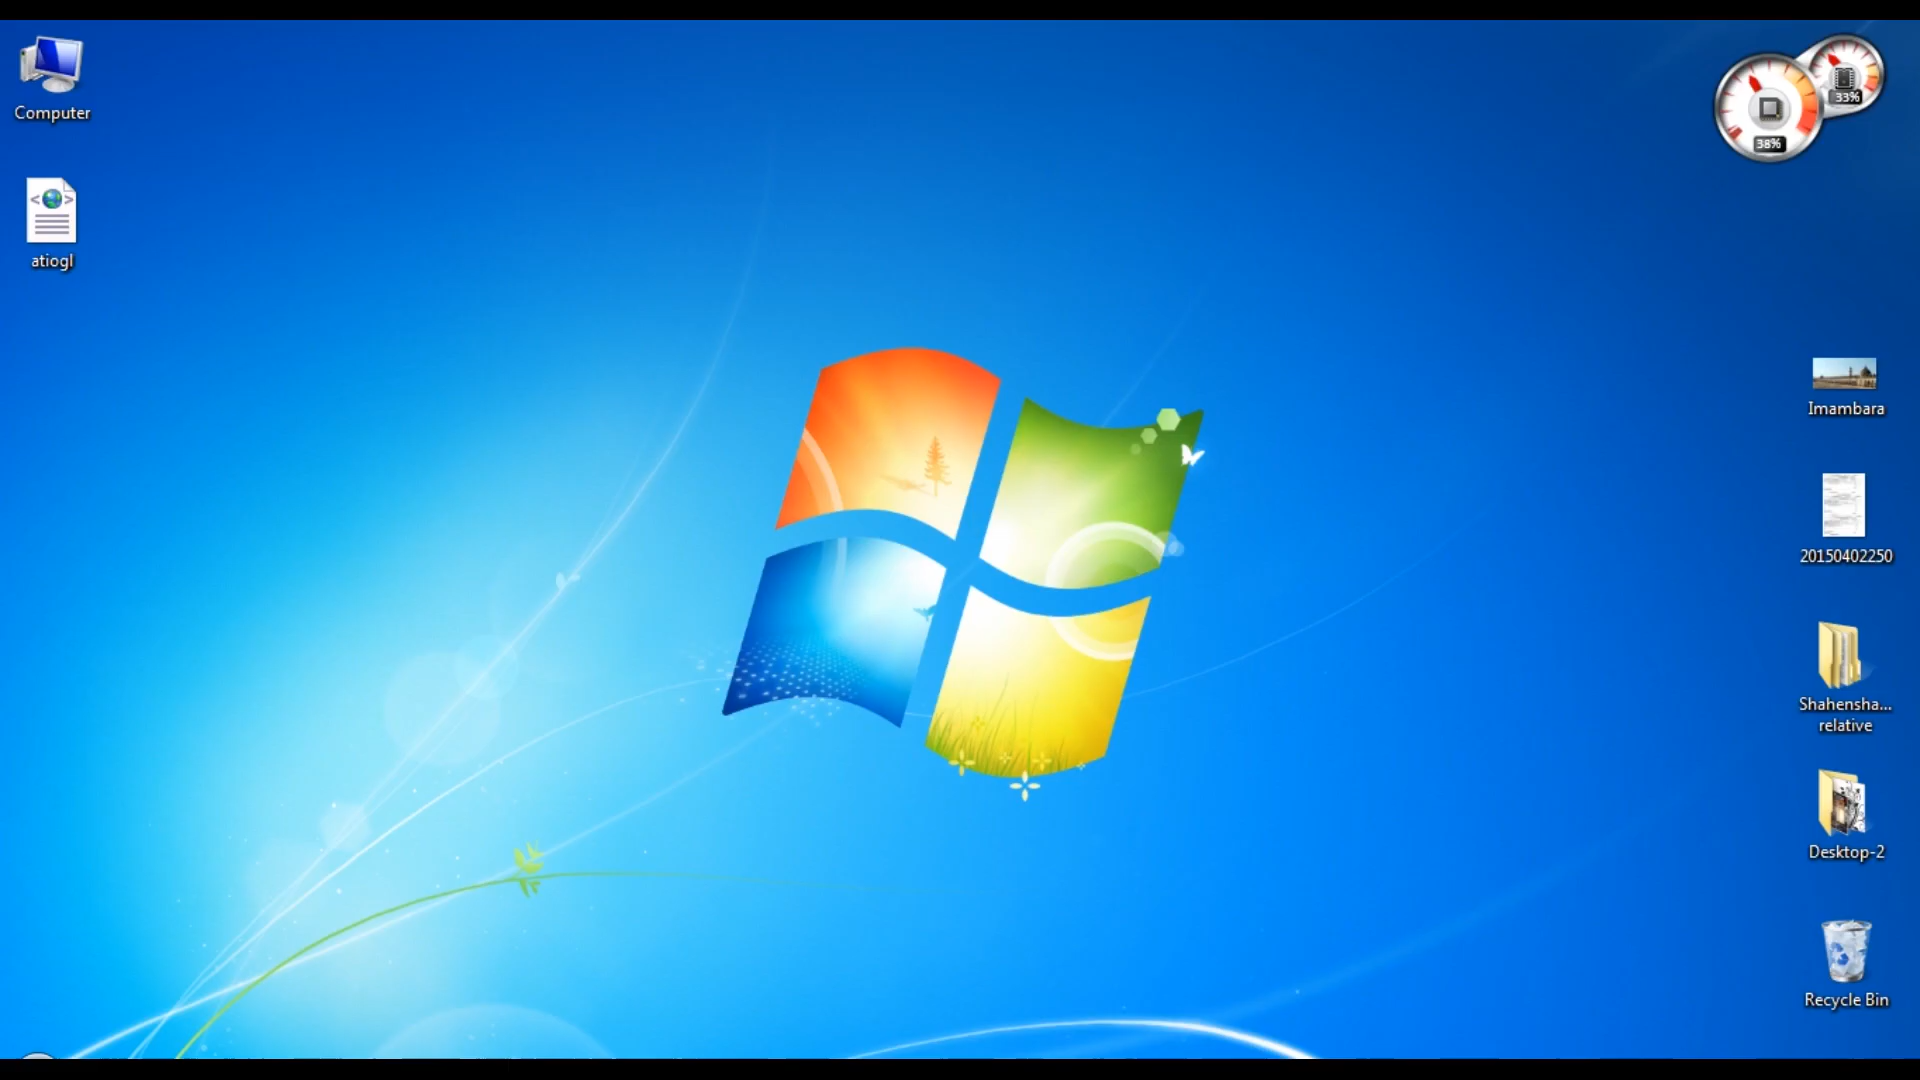 Computer
atiogl
33%
38%
Imambara
20150402250
Shahensha...
relative
Desktop-2
Recycle Bin